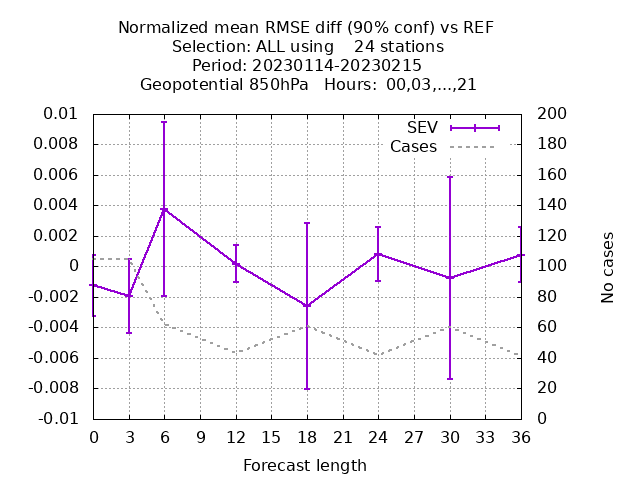 Normalized mean RMSE diff (90% conf) vs REF
Selection: ALL using 24 stations
Period: 20230114-20230215
Geopotential 850hPa Hours: 00,03,...,21
0.01 200
0.008 180
0.006 160
0.004 140
0.002 120
0 100
-0.002 80
-0.004 60
-0.006 40
-0.008 20
-0.01 0
SEV
Cases
No cases
0 3 6 9 12 15 18 21 24 27 30 33 36
Forecast length